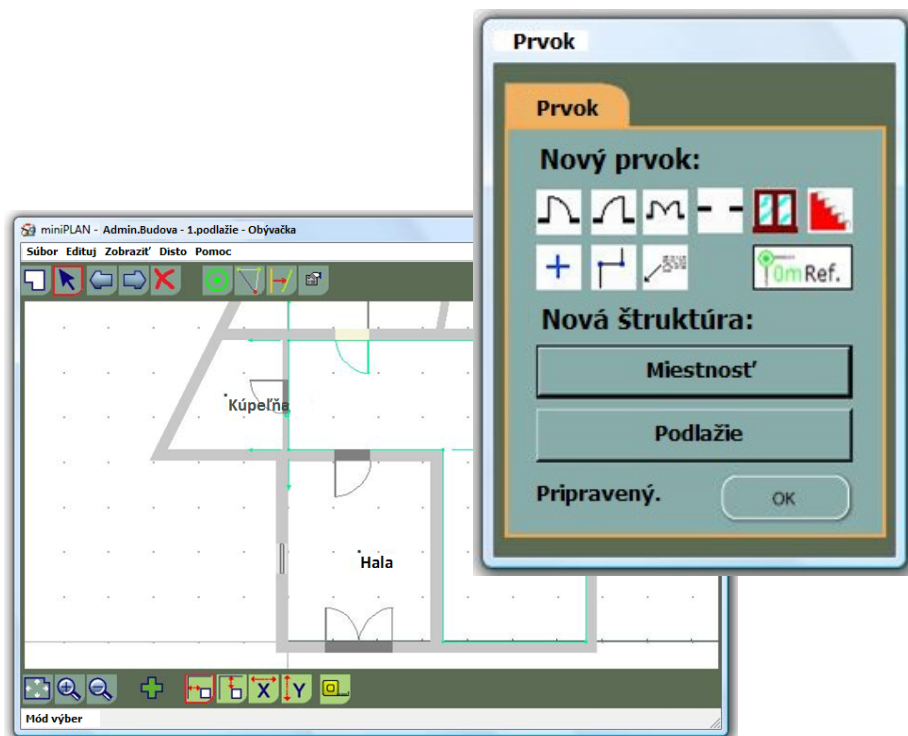 Prvok
Prvok
Nový prvok:
0m Ref.
Nová štruktúra:
Miestnosť
Podlažie
Pripravený.
OK
miniPLAN - Admin.Budova - 1.podlažie - Obývačka
Súbor Edituj Zobraziť Disto Pomoc
Kúpeľňa
Hala
X
Y
Mód výber